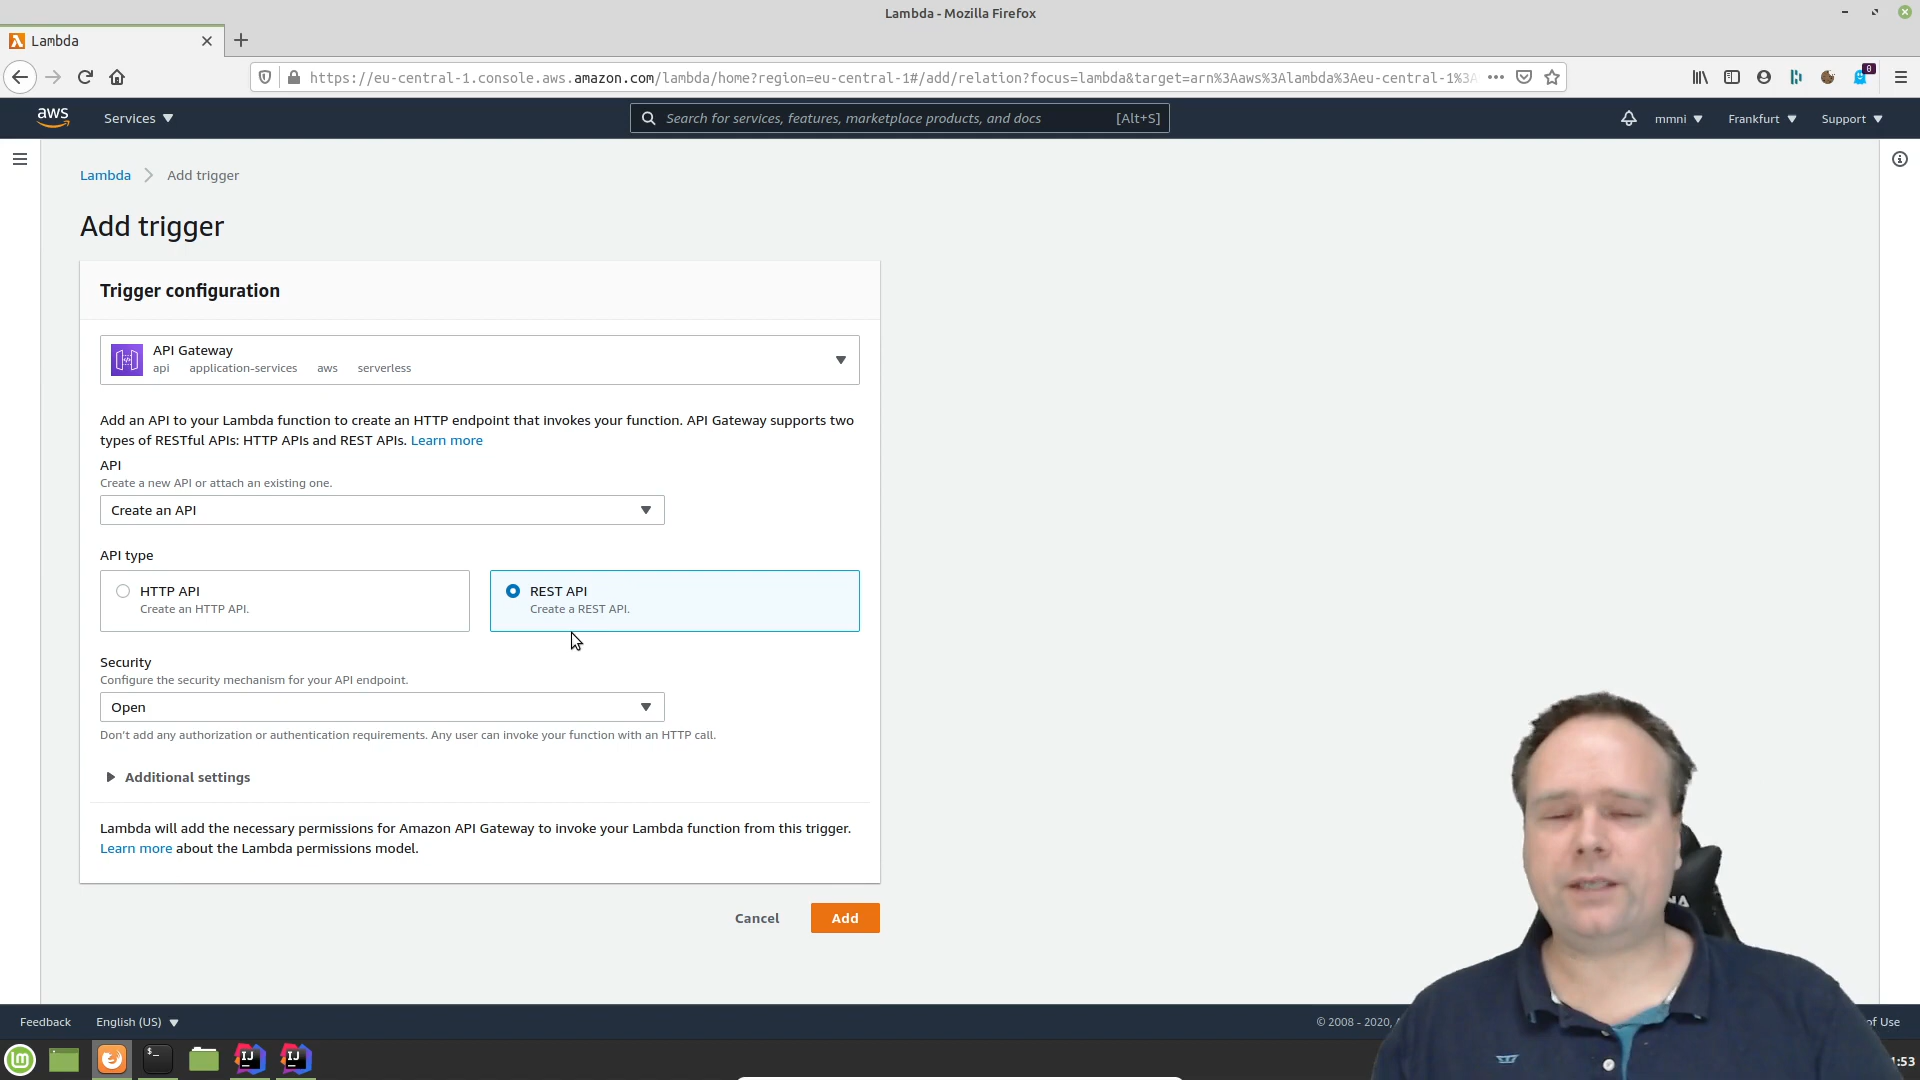 Lambda - Mozilla Firefox
Lambda
https://eu-central-1.console.aws.amazon.com/lambda/home?region=eu-central-1#/add/relation?focus=lambda&target=arn%3Aaws%3Alambda%3Aeu-central-1%3A
0
aws
Services
Search for services, features, marketplace products, and docs
[Alt+S]
mmni
Frankfurt
Support
Lambda
Add trigger
Add trigger
Trigger configuration
API Gateway
api application-services aws serverless
Add an API to your Lambda function to create an HTTP endpoint that invokes your function. API Gateway supports two
types of RESTful APIs: HTTP APIs and REST APIs. Learn more
API
Create a new API or attach an existing one.
Create an API
API type
HTTP API
Create an HTTP API.
REST API
Create a REST API.
Security
Configure the security mechanism for your API endpoint.
Open
Don't add any authorization or authentication requirements. Any user can invoke your function with an HTTP call.
Additional settings
Lambda will add the necessary permissions for Amazon API Gateway to invoke your Lambda function from this trigger.
Learn more about the Lambda permissions model.
Cancel
Add
NA
Feedback
English (US)
© 2008 - 2020,
of Use
IJ
IJ
:53